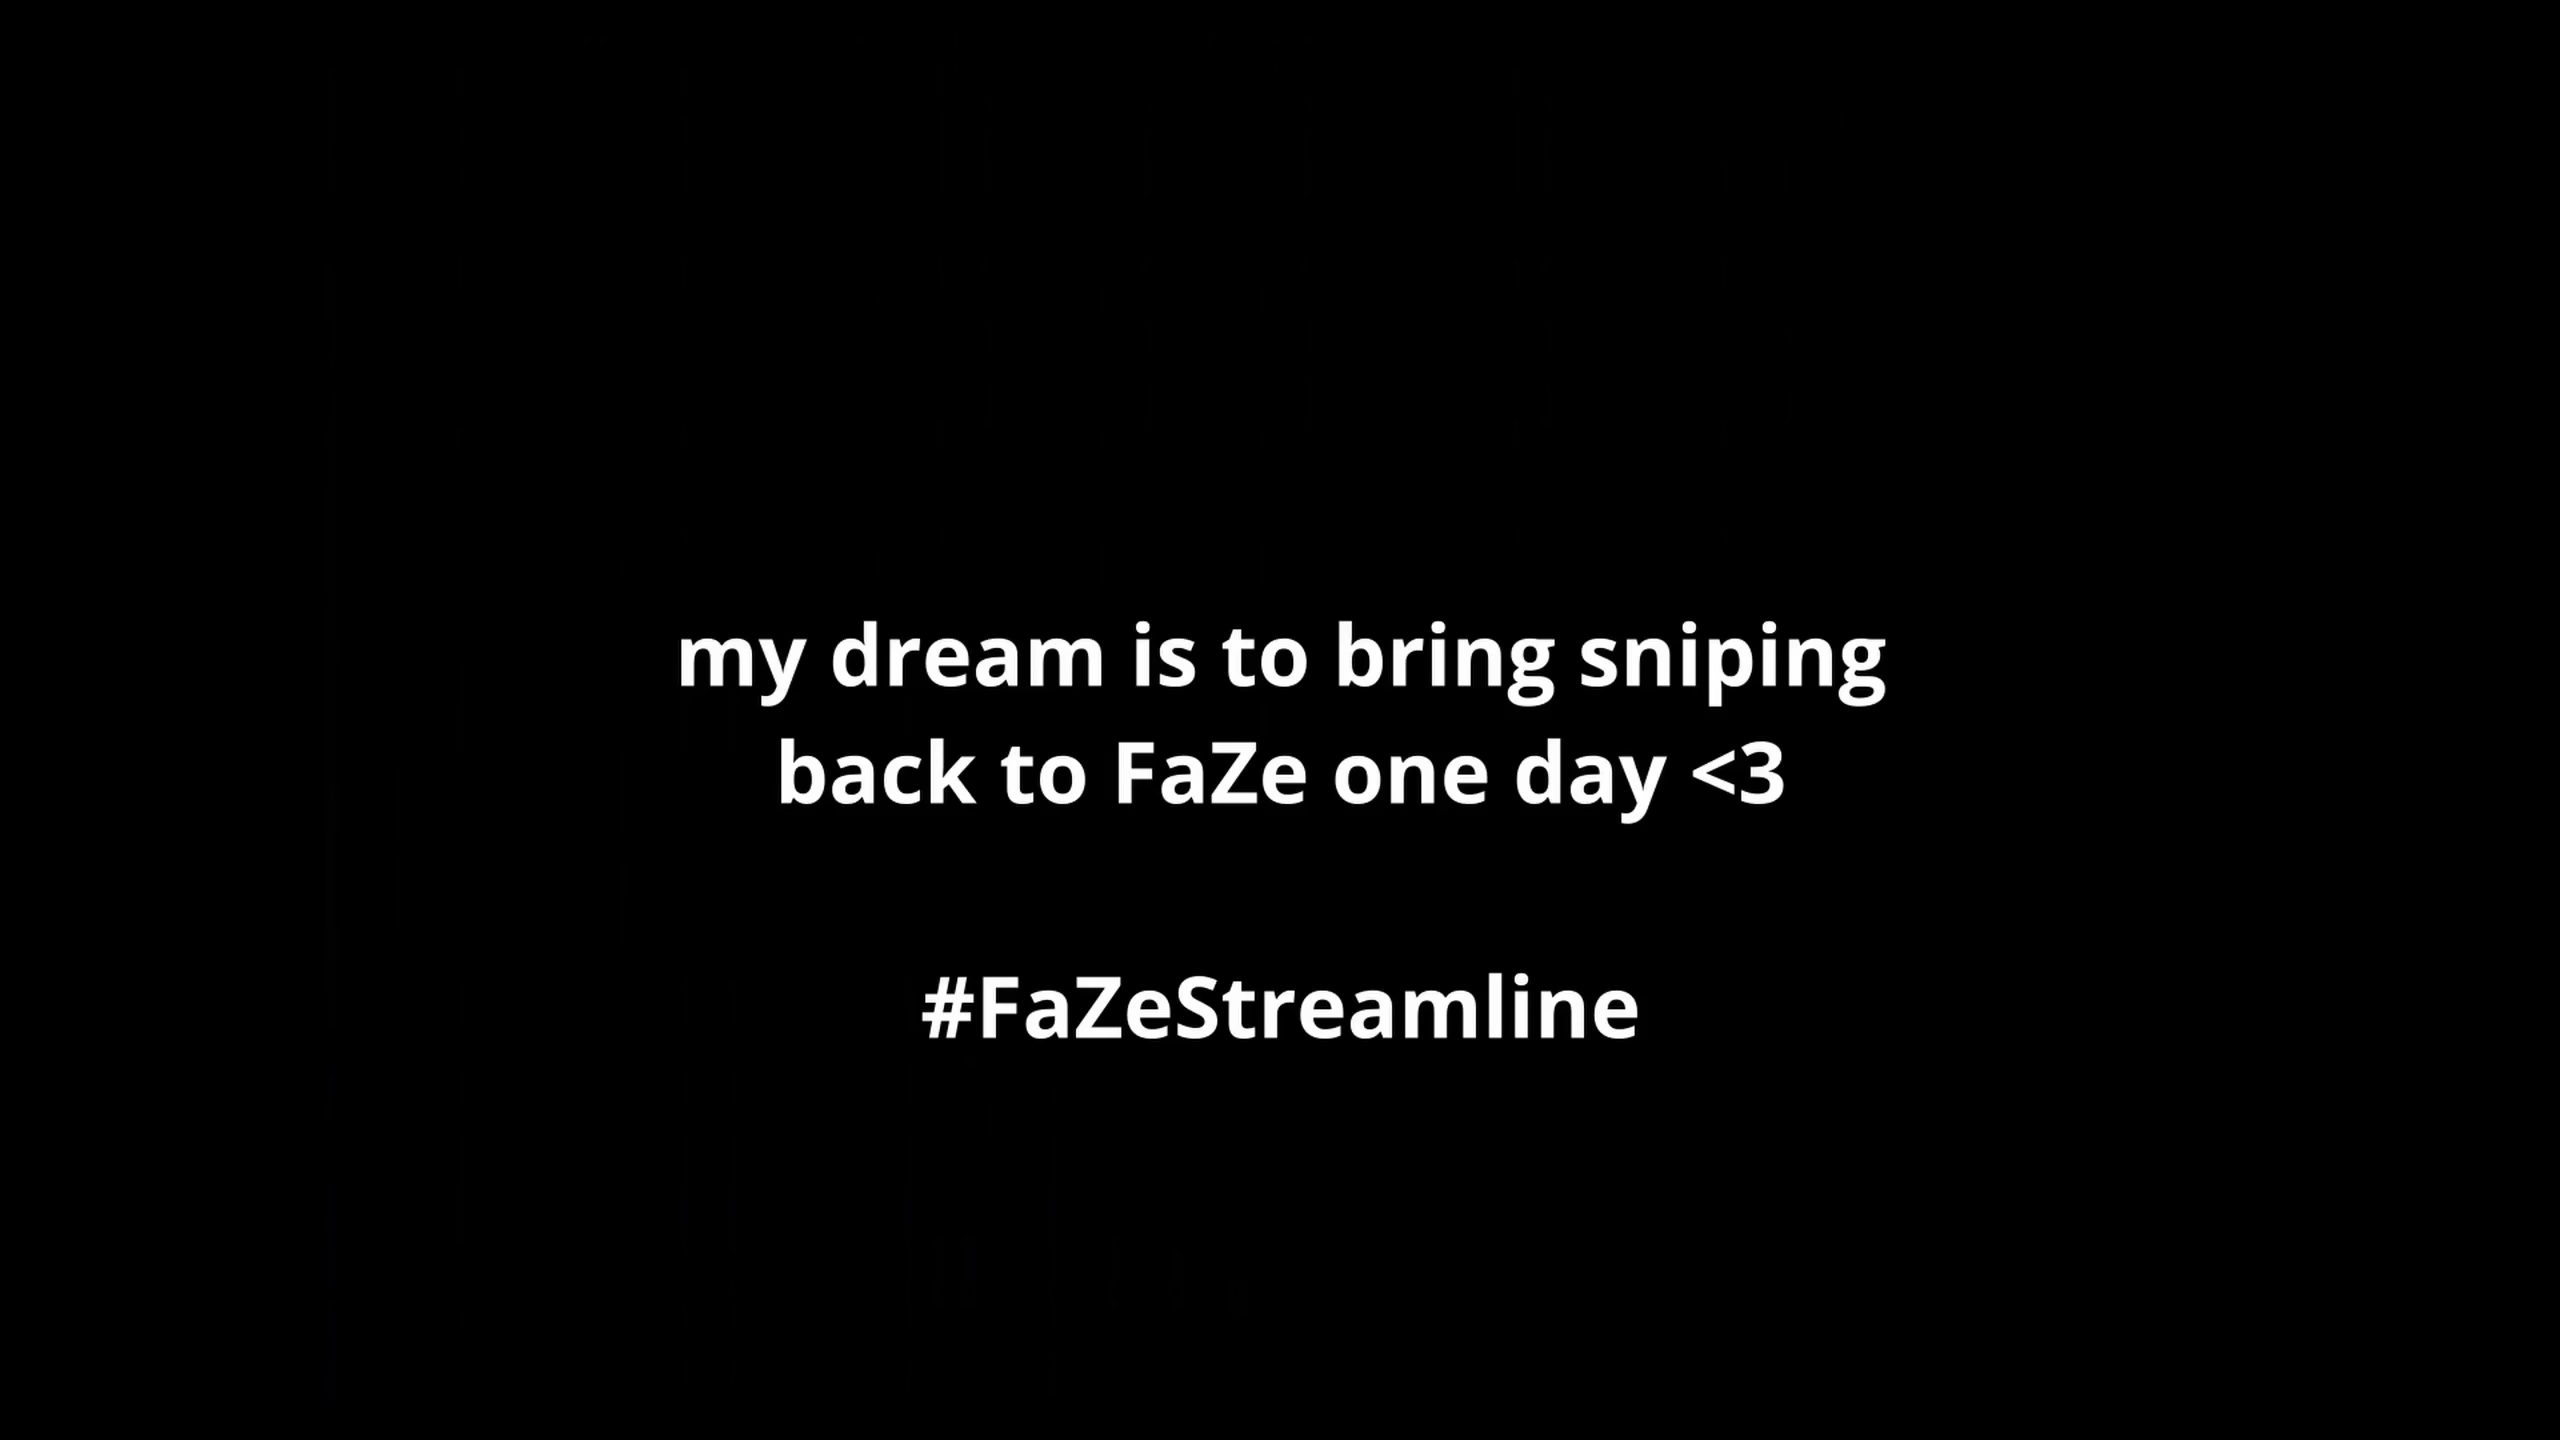 my dream is to bring sniping
back to FaZe one day <3
#FaZeStreamline